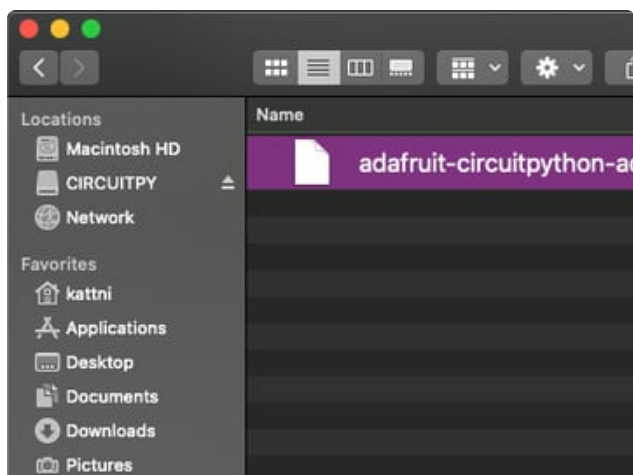 Locations
Macintosh HD
CIRCUITPY
Network
Favorites
kattni
Applications
Desktop
Documents
Downloads
Pictures
Name
adafruit-circuitpython-a